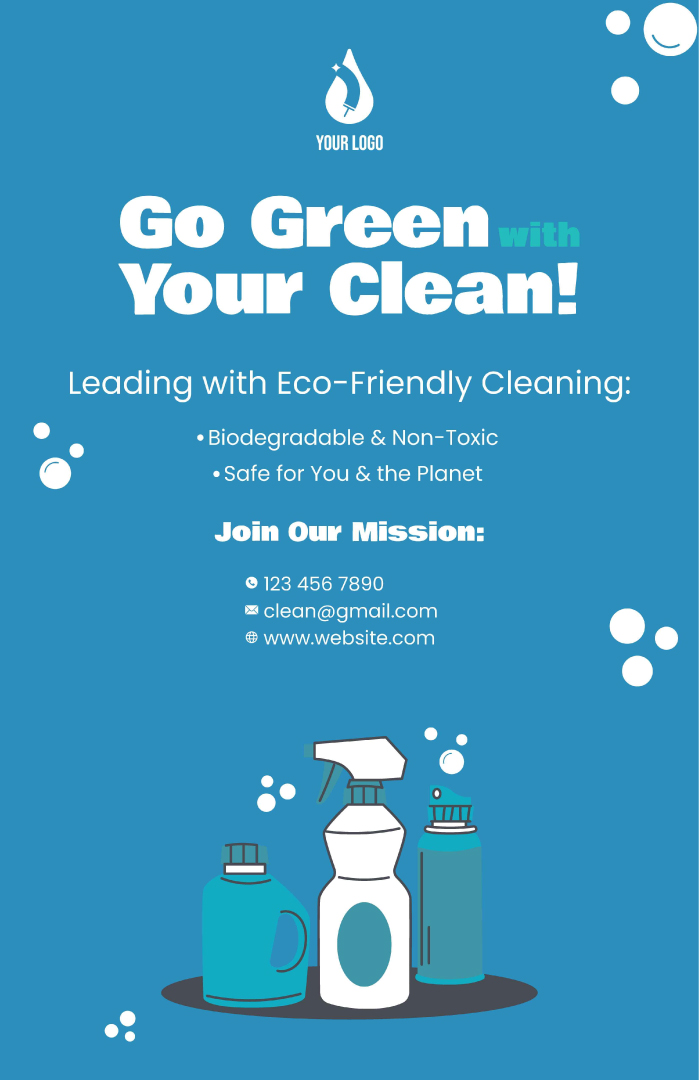 YOUR LOGO
Go Green with
Your Clean!
Leading with Eco-Friendly Cleaning:
• Biodegradable & Non-Toxic
• Safe for You & the Planet
Join Our Mission:
123 456 7890
clean@gmail.com
www.website.com